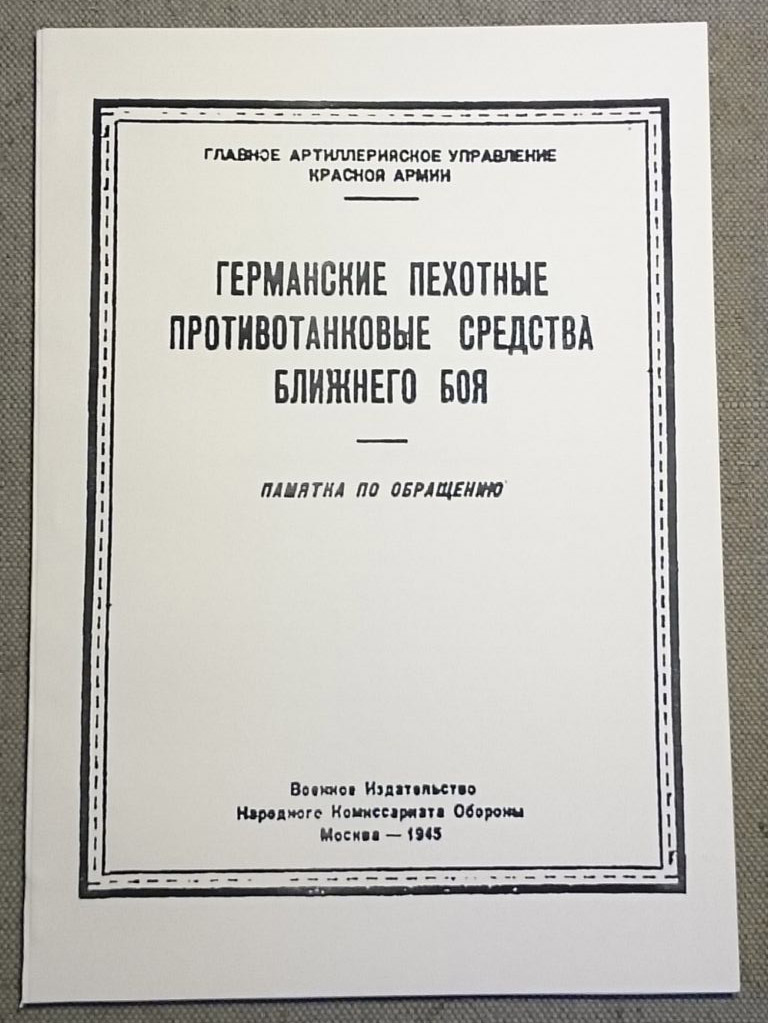 ГЛАВНОЕ АРТИЛЛЕРИЙСКОЕ УПРАВЛЕНИЕ
КРАСНОЙ АРМИИ
ГЕРМАНСКИЕ ПЕХОТНЫЕ
ПРОТИВОТАНКОВЫЕ СРЕДСТВА
БЛИЖНЕГО БОЯ
ПАМЯТКА ПО ОБРАЩЕНИЮ
Военное Издательство
Народного Комиссариата Обороны
Москва — 1945